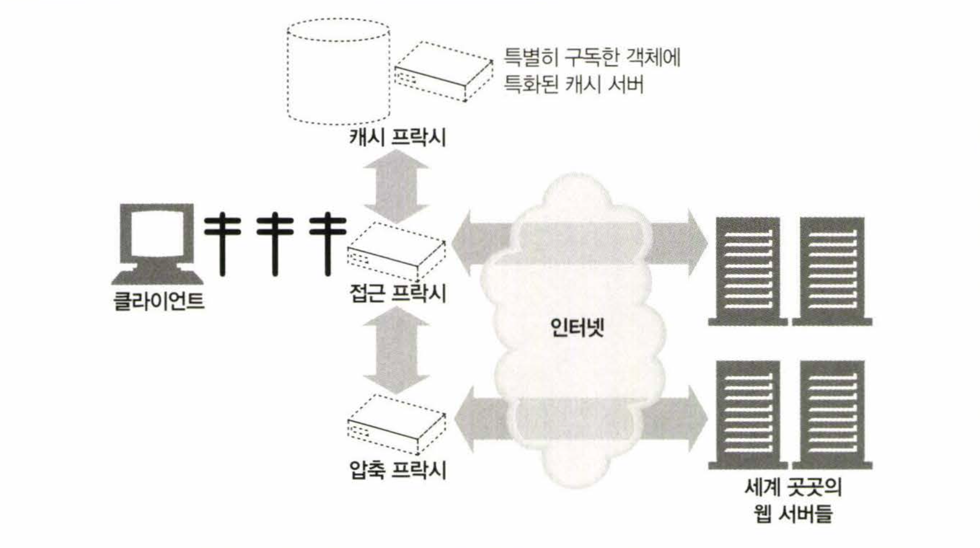 특별히 구독한 객체에
특화된 캐시 서버
캐시 프락시
클라이언트
접근 프락시
인터넷
압축 프락시
세계 곳곳의
웹 서버들